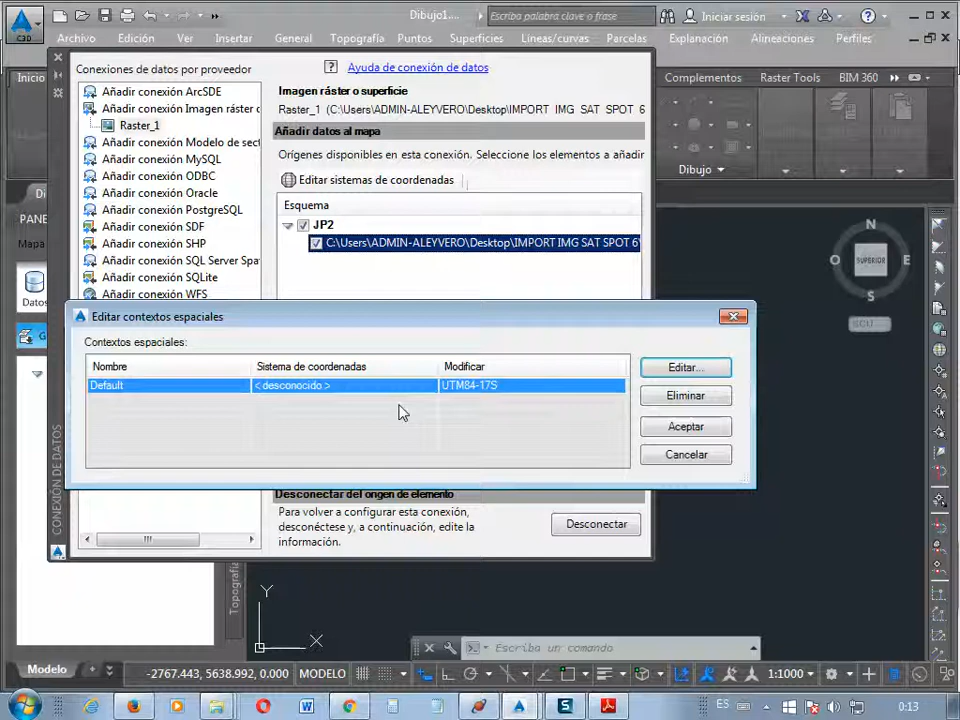 Dibujo1....
Escriba palabra clave o frase
Iniciar sesión
C3D
Archivo Edición Ver Insertar General Topografía Puntos Superficies Líneas/curvas Parcelas Explanación Alineaciones Perfiles
Inicio
Complementos Raster Tools BIM 360
Dibujo
Conexiones de datos por proveedor
Añadir conexión ArcSDE
Añadir conexión Imagen ráster o
Raster_1
Añadir conexión Modelo de sect
Añadir conexión MySQL
Añadir conexión ODBC
Añadir conexión Oracle
Añadir conexión PostgreSQL
Añadir conexión SDF
Añadir conexión SHP
Añadir conexión SQL Server Spa
Añadir conexión SQLite
Añadir conexión WFS
? Ayuda de conexión de datos
Imagen ráster o superficie
Raster_1 (C:\Users\ADMIN-ALEYVERO\Desktop\IMPORT IMG SAT SPOT 6
Añadir datos al mapa
Orígenes disponibles en esta conexión. Seleccione los elementos a añadir
Editar sistemas de coordenadas
Esquema
JP2
C:\Users\ADMIN-ALEYVERO\Desktop\IMPORT IMG SAT SPOT 6\
Di
PANE
Mapa
Datos
G
N
O SUPERIOR E
S
SCU
Editar contextos espaciales
Contextos espaciales:
Nombre Sistema de coordenadas Modificar
Default <desconocido> UTM84-17S
Editar...
Eliminar
Aceptar
Cancelar
Desconectar del origen de elemento
Para volver a configurar esta conexión,
desconéctese y, a continuación, edite la
información.
Desconectar
CONEXIÓN DE DATOS
Topografía
Y
X
Escriba un comando
Modelo
-2767.443, 5638.992, 0.000 MODELO
1:1000
ES
0:13